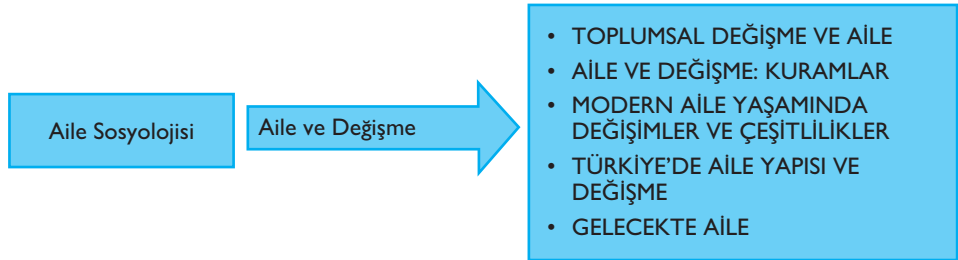 Aile Sosyolojisi
Aile ve Değişme
• TOPLUMSAL DEĞİŞME VE AİLE
• AİLE VE DEĞİŞME: KURAMLAR
• MODERN AİLE YAŞAMINDA
DEĞİŞİMLER VE ÇEŞİTLİLİKLER
• TÜRKİYE’DE AİLE YAPISI VE
DEĞİŞME
• GELECEKTE AİLE